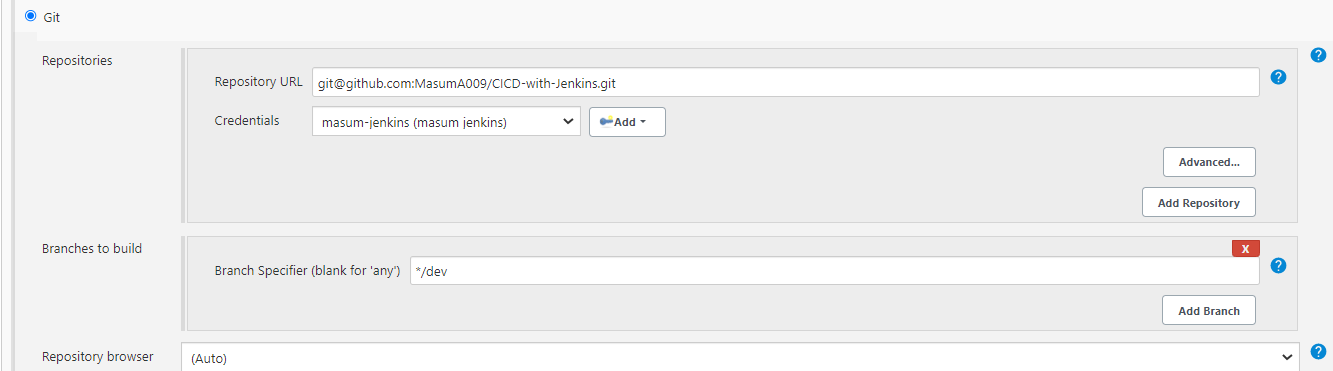 Git
Repositories
Repository URL git@github.com:MasumA009/CICD-with-Jenkins.git
Credentials masum-jenkins (masum jenkins) Add
Advanced...
Add Repository
Branches to build
X
Branch Specifier (blank for 'any') */dev
Add Branch
Repository browser (Auto)